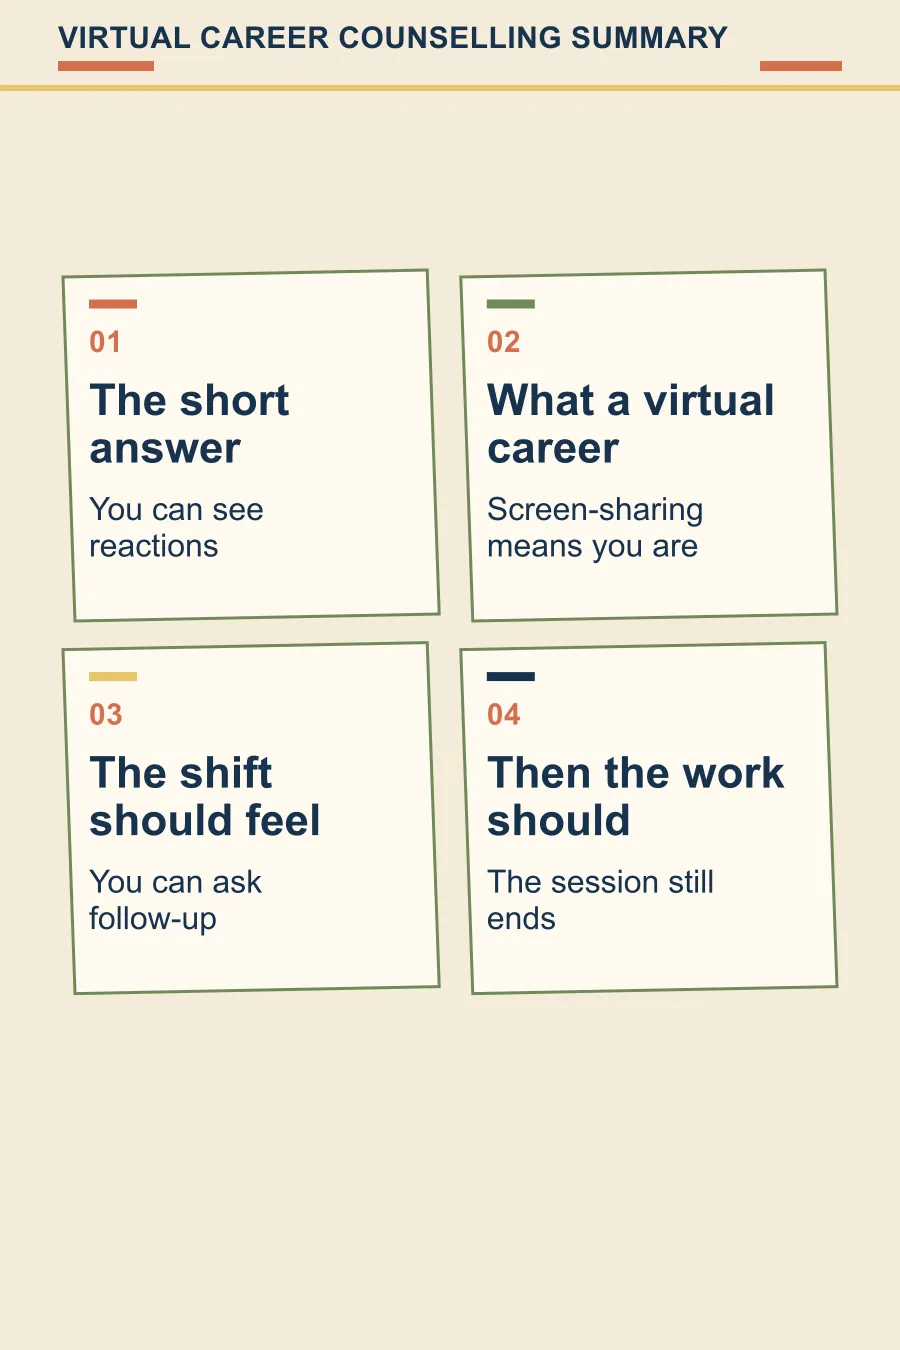 VIRTUAL CAREER COUNSELLING SUMMARY
01
The short
answer
You can see
reactions
02
What a virtual
career
Screen-sharing
means you are
03
The shift
should feel
You can ask
follow-up
04
Then the work
should
The session still
ends